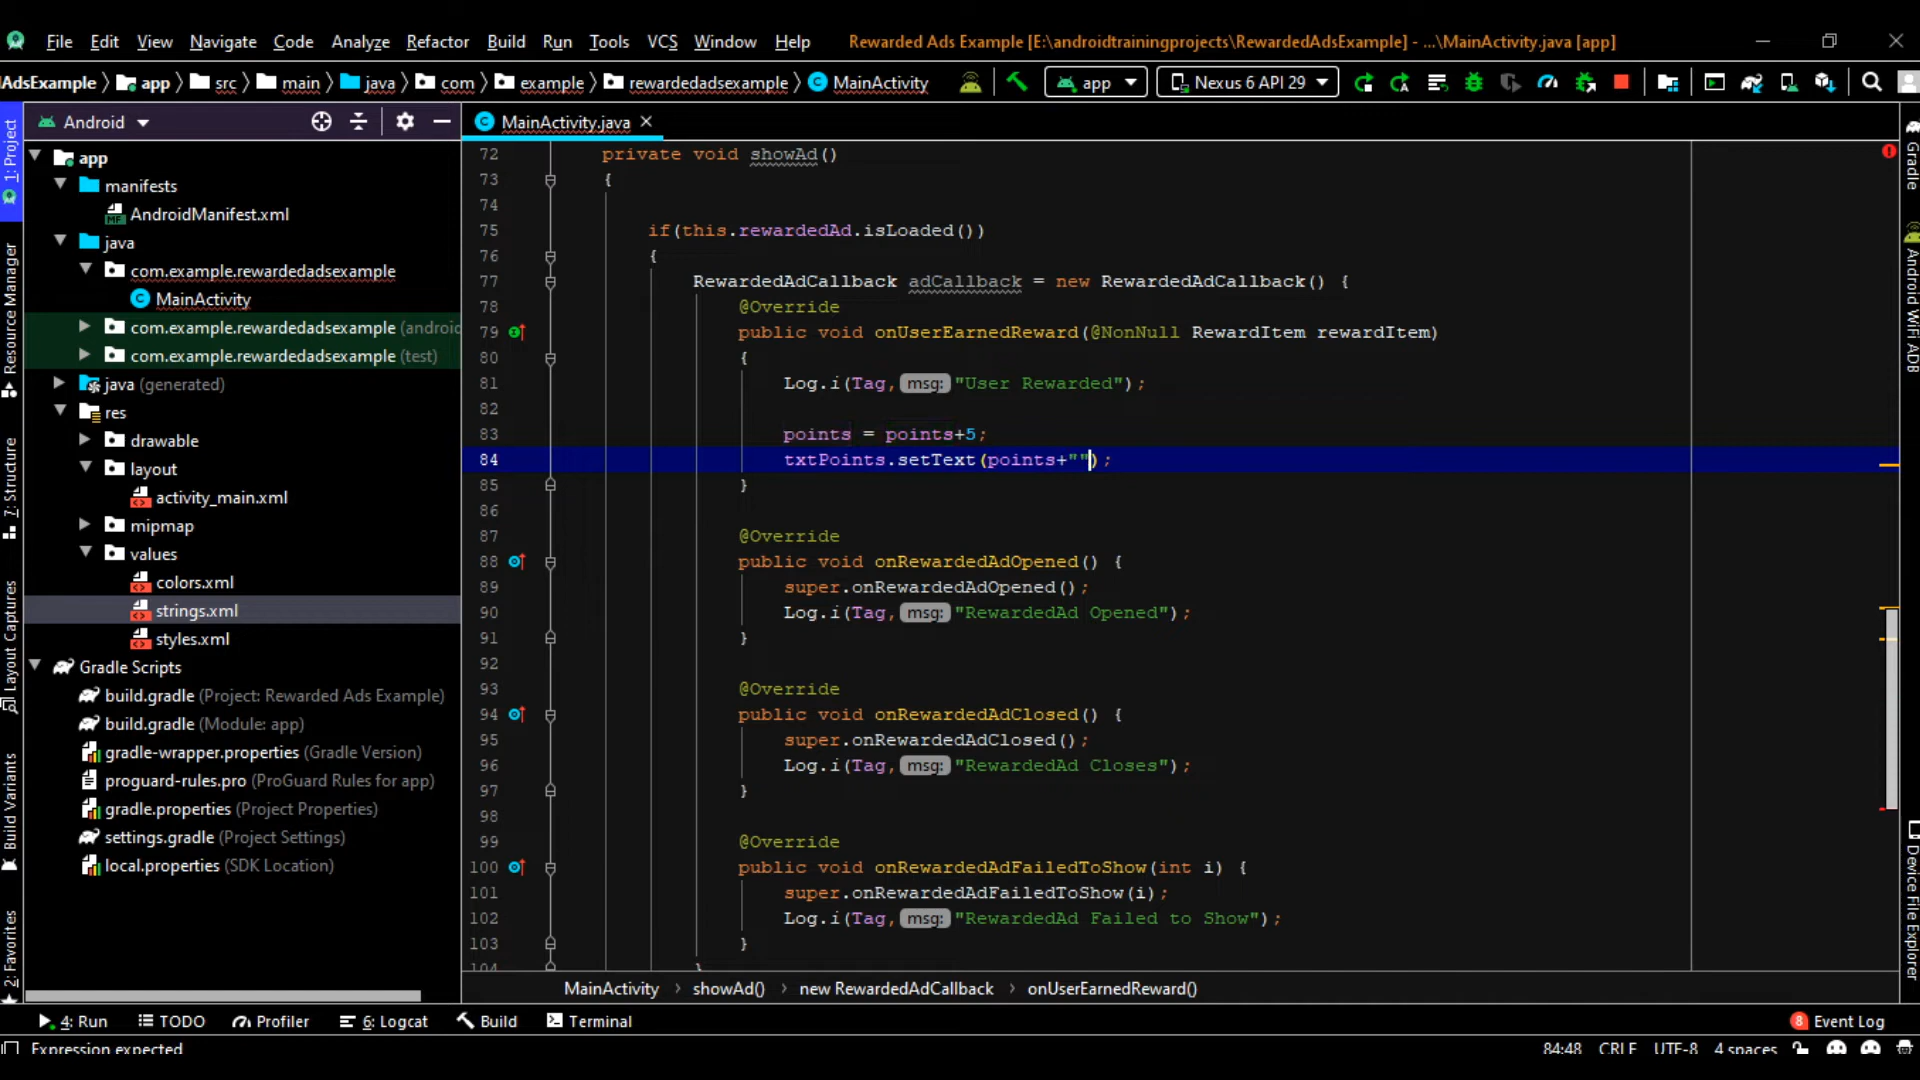 File Edit View Navigate Code Analyze Refactor Build Run Tools VCS Window Help Rewarded Ads Example [E:\androidtrainingprojects\RewardedAdsExample] - ...\MainActivity.java [app]
AdsExample app src main java com example rewardedadsexample MainActivity app Nexus 6 API 29
Android
MainActivity.java
app
manifests
AndroidManifest.xml
java
com.example.rewardedadsexample
MainActivity
com.example.rewardedadsexample (androi
com.example.rewardedadsexample (test)
java (generated)
res
drawable
layout
activity_main.xml
mipmap
values
colors.xml
strings.xml
styles.xml
Gradle Scripts
build.gradle (Project: Rewarded Ads Example)
build.gradle (Module: app)
gradle-wrapper.properties (Gradle Version)
proguard-rules.pro (ProGuard Rules for app)
gradle.properties (Project Properties)
settings.gradle (Project Settings)
local.properties (SDK Location)
1: Project
Resource Manager
7: Structure
Layout Captures
Build Variants
2: Favorites
72 private void showAd()
73 {
74
75 if(this.rewardedAd.isLoaded())
76 {
77 RewardedAdCallback adCallback = new RewardedAdCallback() {
78 @Override
79 public void onUserEarnedReward(@NonNull RewardItem rewardItem)
80 {
81 Log.i(Tag, msg: "User Rewarded");
82
83 points = points+5;
84 txtPoints.setText(points+"");
85 }
86
87 @Override
88 public void onRewardedAdOpened() {
89 super.onRewardedAdOpened();
90 Log.i(Tag, msg: "RewardedAd Opened");
91 }
92
93 @Override
94 public void onRewardedAdClosed() {
95 super.onRewardedAdClosed();
96 Log.i(Tag, msg: "RewardedAd Closes");
97 }
98
99 @Override
100 public void onRewardedAdFailedToShow(int i) {
101 super.onRewardedAdFailedToShow(i);
102 Log.i(Tag, msg: "RewardedAd Failed to Show");
103 }
104 }
Gradle
Android WiFi ADB
Device File Explorer
MainActivity showAd() new RewardedAdCallback onUserEarnedReward()
4: Run TODO Profiler 6: Logcat Build Terminal 8 Event Log
Expression expected 84:48 CRLF UTF-8 4 spaces